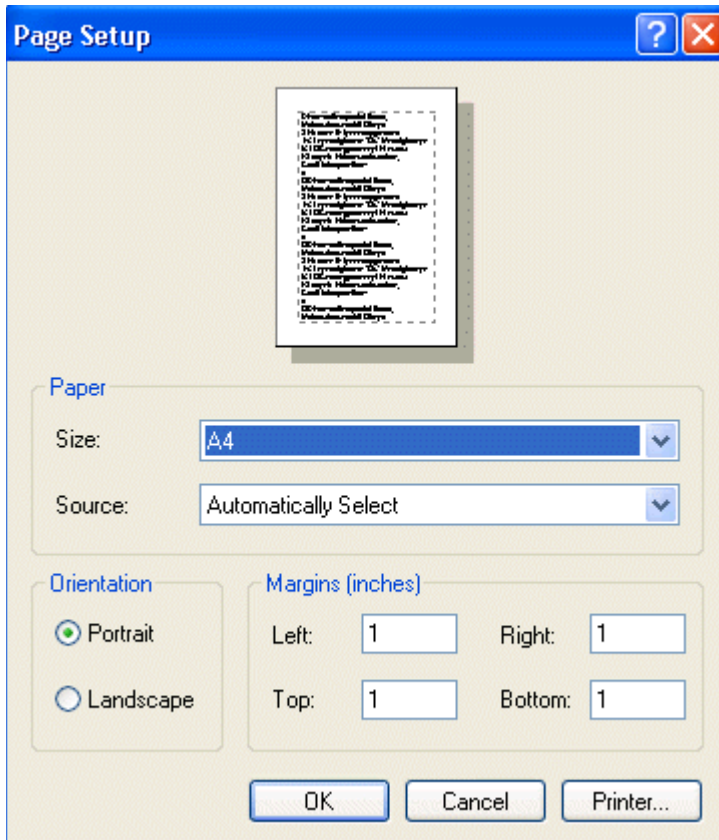 Page Setup
Paper
Size: A4
Source: Automatically Select
Orientation
Portrait
Landscape
Margins (inches)
Left: 1 Right: 1
Top: 1 Bottom: 1
OK Cancel Printer...